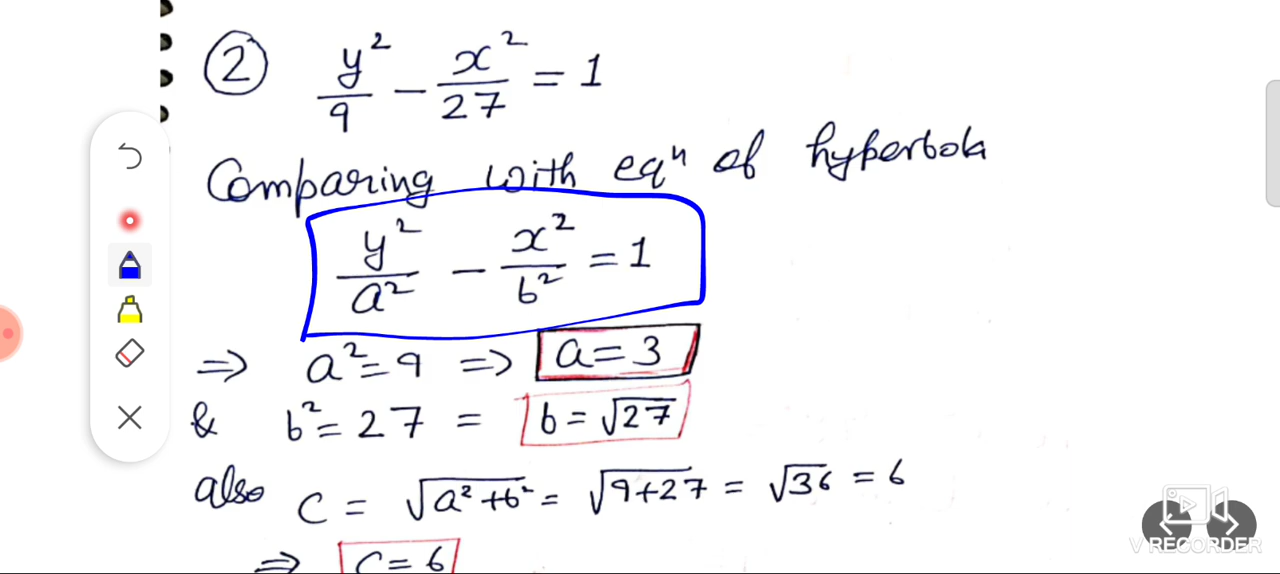 ② y²/9 − x²/27 = 1
Comparing with eqⁿ of hyperbola
y²/a² − x²/b² = 1
⇒ a² = 9 ⇒ a = 3
& b² = 27 = b = √27
also c = √(a²+b²) = √(9+27) = √36 = 6
⇒ c = 6
V RECORDER